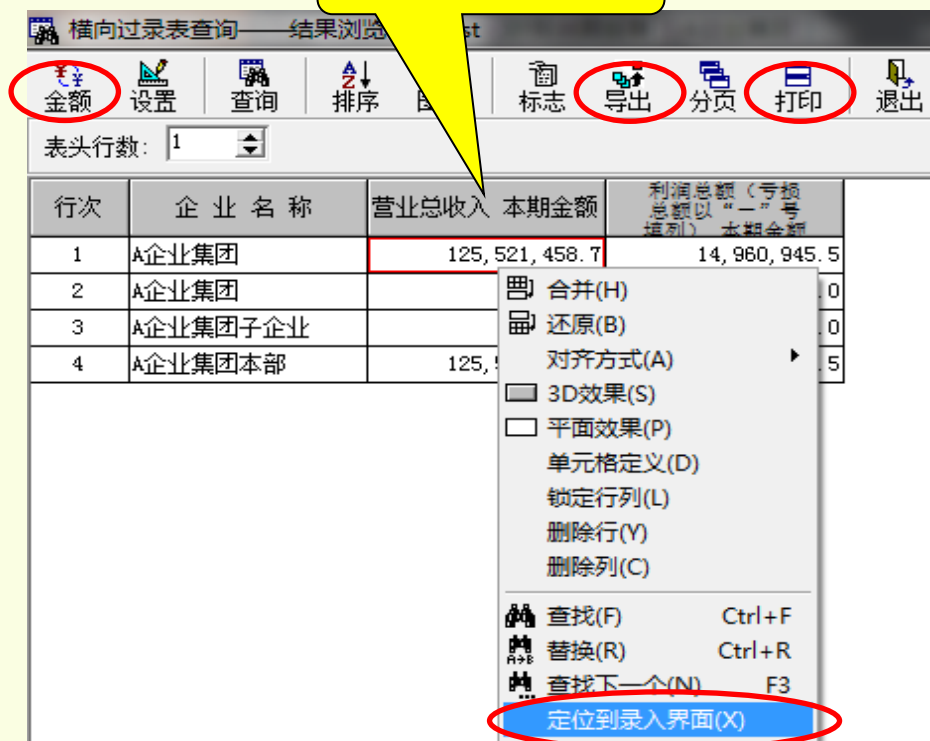 横向过录表查询——结果浏览 st
金额 设置 查询 排序 标志 导出 分页 打印 退出
表头行数: 1
行次 企 业 名 称 营业总收入 本期金额 利润总额（亏损
总额以“－”号
填列） 本期金额
1 A企业集团 125,521,458.7 14,960,945.5
2 A企业集团 .0
3 A企业集团子企业 .0
4 A企业集团本部 125, 5
合并(H)
还原(B)
对齐方式(A)
3D效果(S)
平面效果(P)
单元格定义(D)
锁定行列(L)
删除行(Y)
删除列(C)
查找(F) Ctrl+F
替换(R) Ctrl+R
查找下一个(N) F3
定位到录入界面(X)